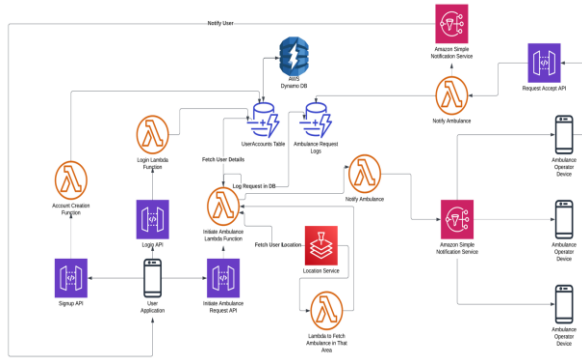 Notify User
Amazon Simple
Notification Service
AWS
Dynamo DB
Request Accept API
Notify Ambulance
UserAccounts Table
Ambulance Request
Logs
Login Lambda
Function
Fetch User Details
Ambulance
Operator
Device
Log Request in DB
Account Creation
Function
Notify Ambulance
Initiate Ambulance
Lambda Function
Login API
Fetch User Location
Amazon Simple
Notification Service
Ambulance
Operator
Device
Location Service
Signup API
User
Application
Initiate Ambulance
Request API
Lambda to Fetch
Ambulance in That
Area
Ambulance
Operator
Device